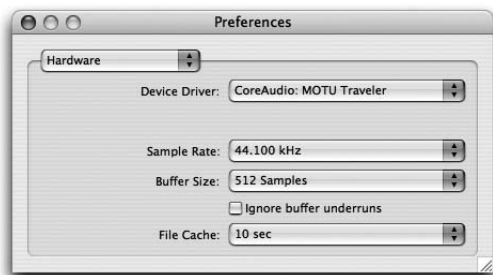 Preferences
Hardware
Device Driver: CoreAudio: MOTU Traveler
Sample Rate: 44.100 kHz
Buffer Size: 512 Samples
Ignore buffer underruns
File Cache: 10 sec